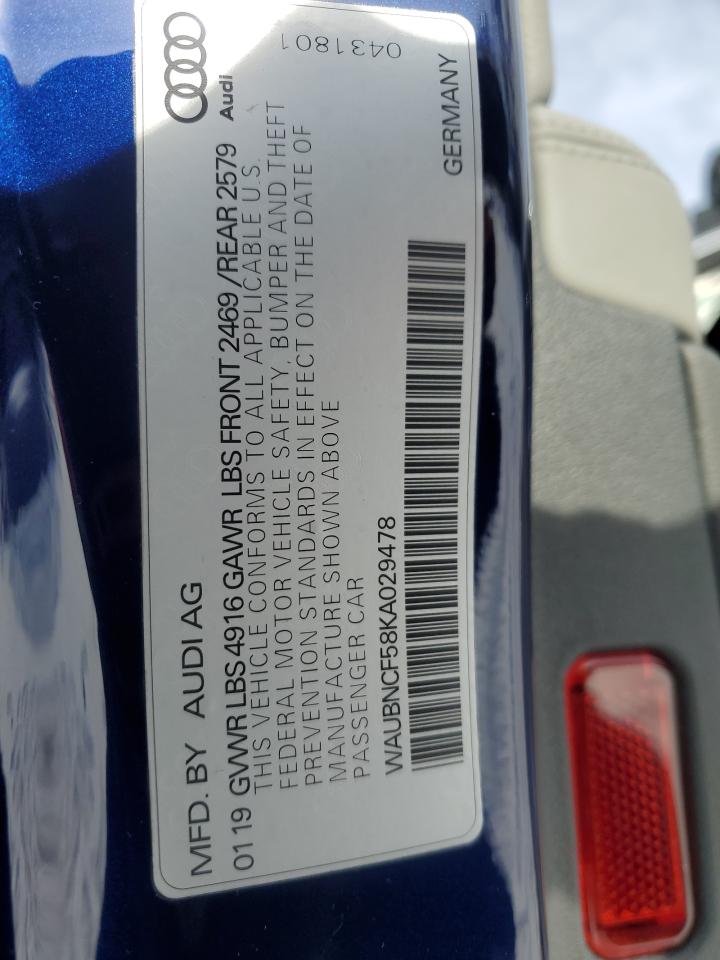 MFD. BY AUDI AG
Audi
01 19 GVWR LBS 4916 GAWR LBS FRONT 2469 /REAR 2579
THIS VEHICLE CONFORMS TO ALL APPLICABLE U.S.
FEDERAL MOTOR VEHICLE SAFETY, BUMPER AND THEFT
PREVENTION STANDARDS IN EFFECT ON THE DATE OF
MANUFACTURE SHOWN ABOVE
0431801
PASSENGER CAR
WAUBNCF58KA029478
GERMANY